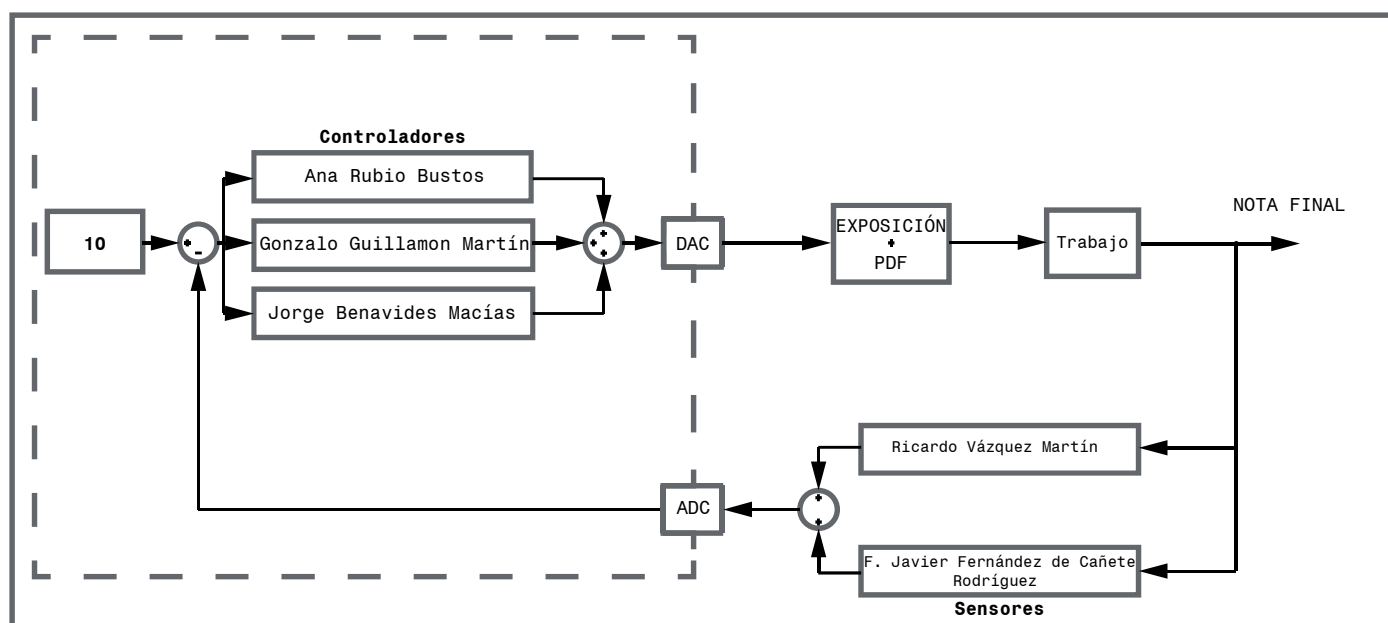 Controladores
Ana Rubio Bustos
10
+
-
Gonzalo Guillamon Martín
Jorge Benavides Macías
+
+
+
DAC
EXPOSICIÓN
+
PDF
Trabajo
NOTA FINAL
Ricardo Vázquez Martín
ADC
+
+
F. Javier Fernández de Cañete
Rodríguez
Sensores